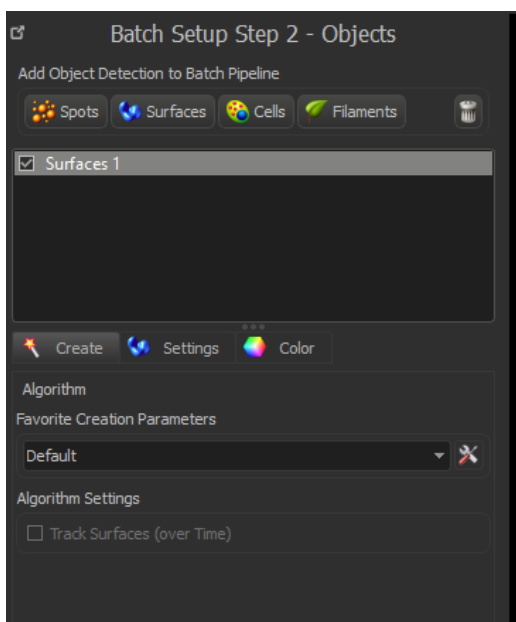 Batch Setup Step 2 - Objects
Add Object Detection to Batch Pipeline
Spots Surfaces Cells Filaments
Surfaces 1
Create Settings Color
Algorithm
Favorite Creation Parameters
Default
Algorithm Settings
Track Surfaces (over Time)